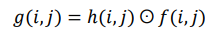 g(i,j) = h(i,j) ⊙ f(i,j)